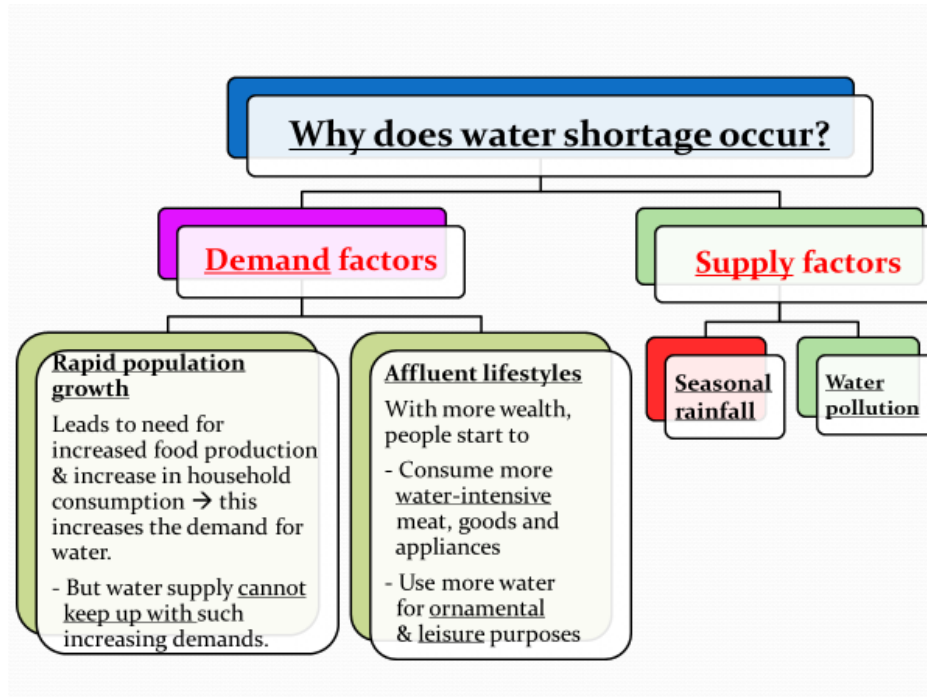 Why does water shortage occur?
Demand factors
Supply factors
Rapid population
growth
Leads to need for
increased food production
& increase in household
consumption → this
increases the demand for
water.
- But water supply cannot
keep up with such
increasing demands.
Affluent lifestyles
With more wealth,
people start to
- Consume more
water-intensive
meat, goods and
appliances
- Use more water
for ornamental
& leisure purposes
Seasonal
rainfall
Water
pollution